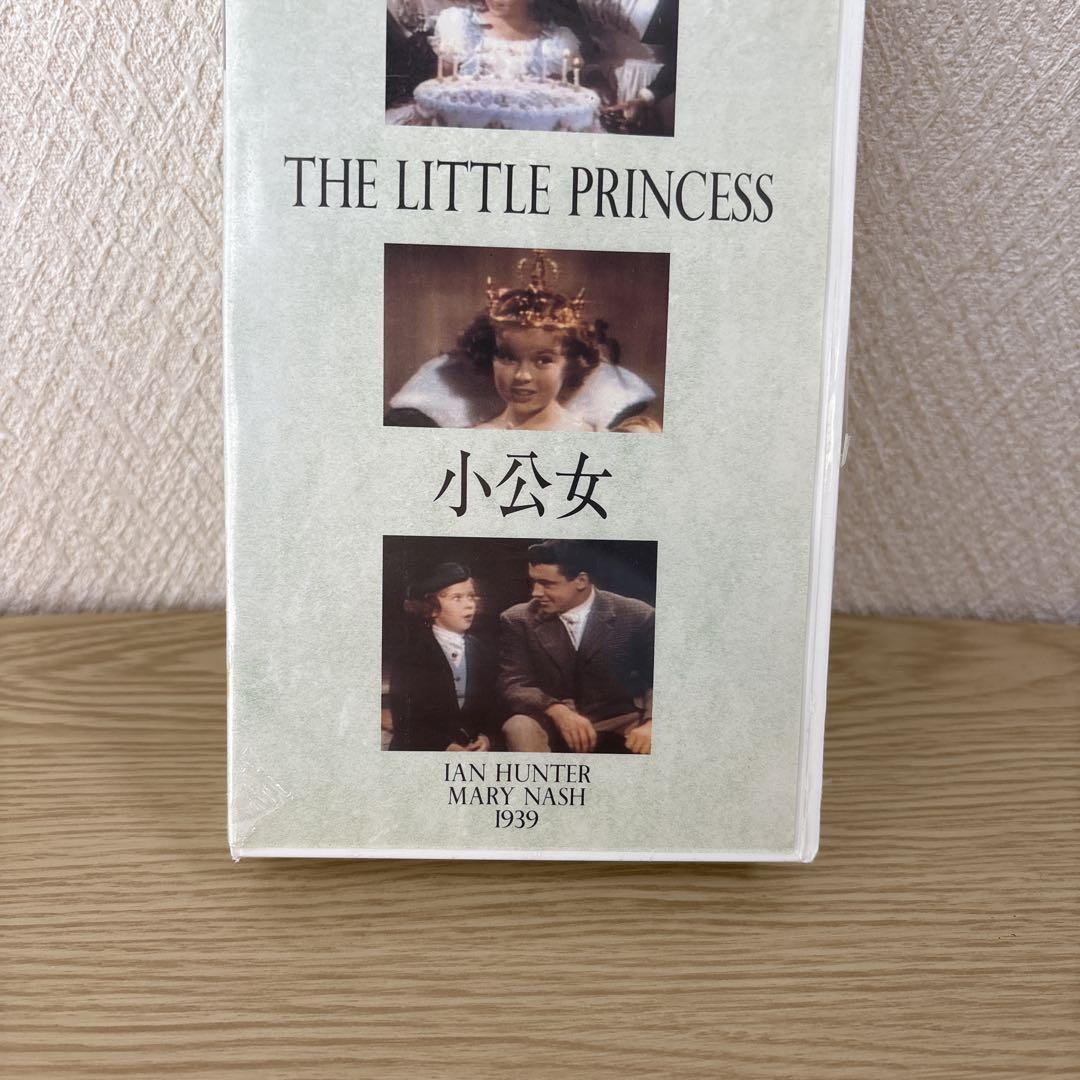 THE LITTLE PRINCESS
小公女
IAN HUNTER
MARY NASH
1939